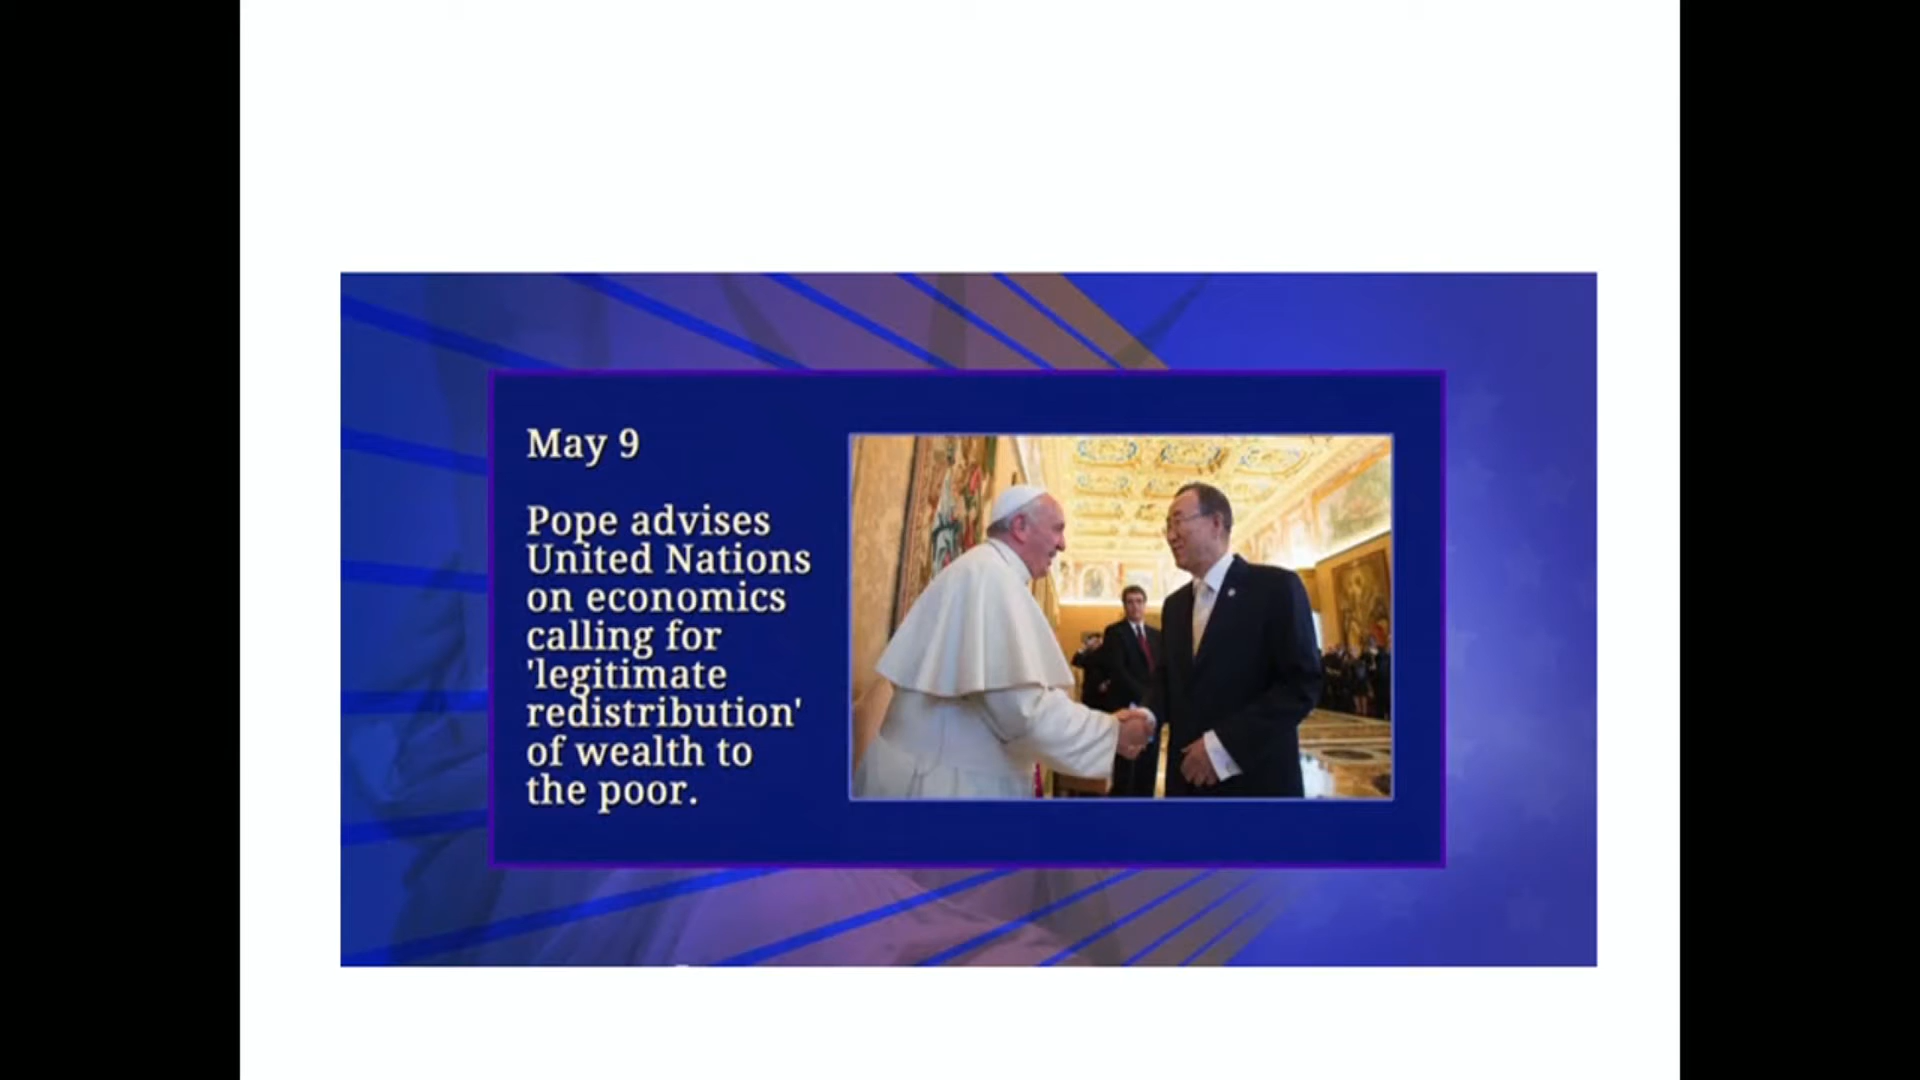 May 9
Pope advises
United Nations
on economics
calling for
'legitimate
redistribution'
of wealth to
the poor.